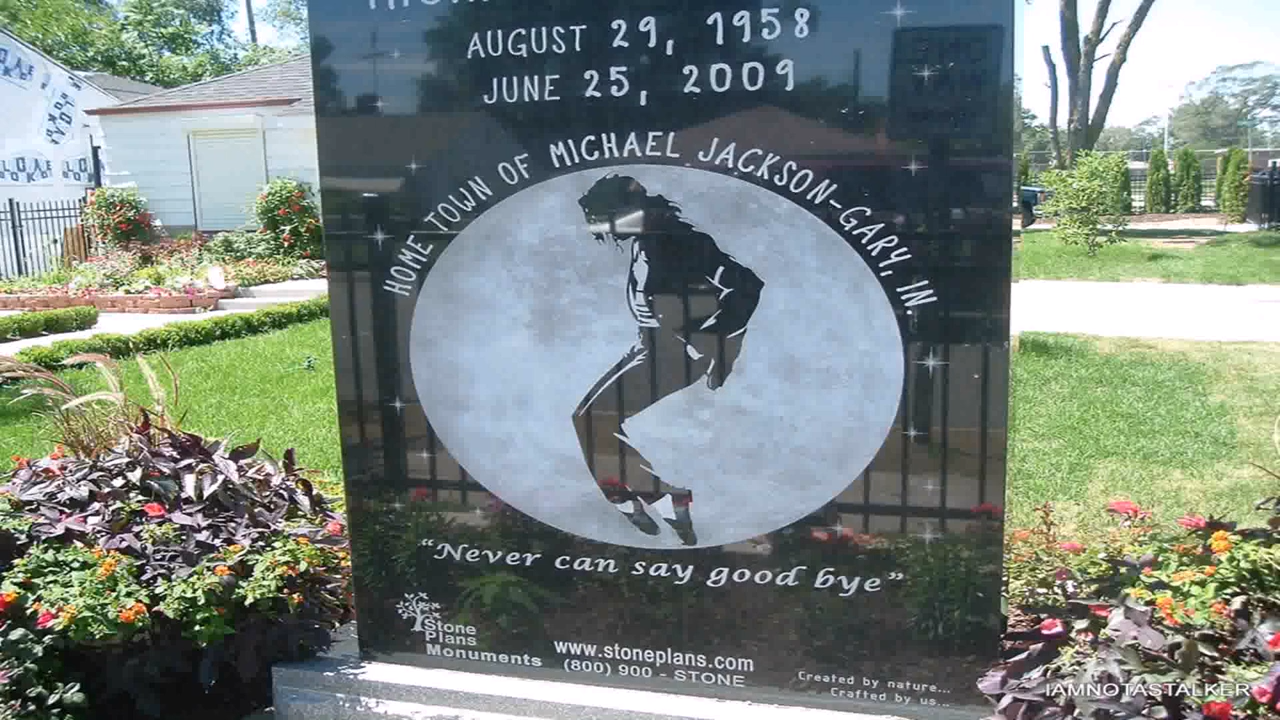 AUGUST 29, 1958
JUNE 25, 2009
HOME TOWN OF MICHAEL JACKSON-GARY, IN.
"Never can say good bye"
Stone
Plans
Monuments
www.stoneplans.com
(800) 900 - STONE
Created by nature...
Crafted by us...
IAMNOTASTALKER